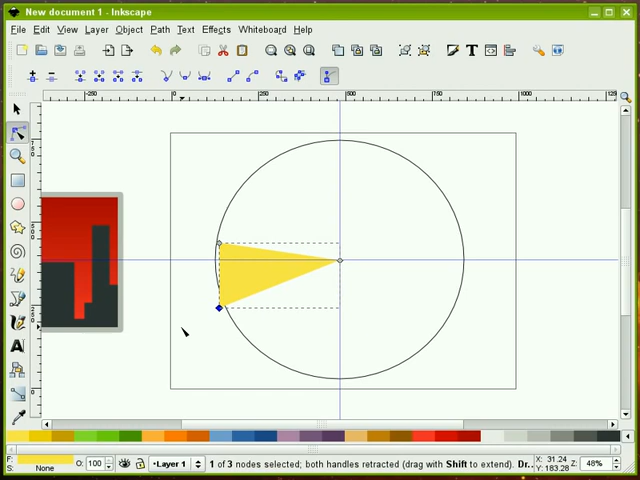 New document 1 - Inkscape
File Edit View Layer Object Path Text Effects Whiteboard Help
-250 0 250 500 750 1000
F:
S: None
O: 100
Layer 1
1 of 3 nodes selected; both handles retracted (drag with Shift to extend). Dr...
X: 31.24
Y: 183.28
Z: 48%